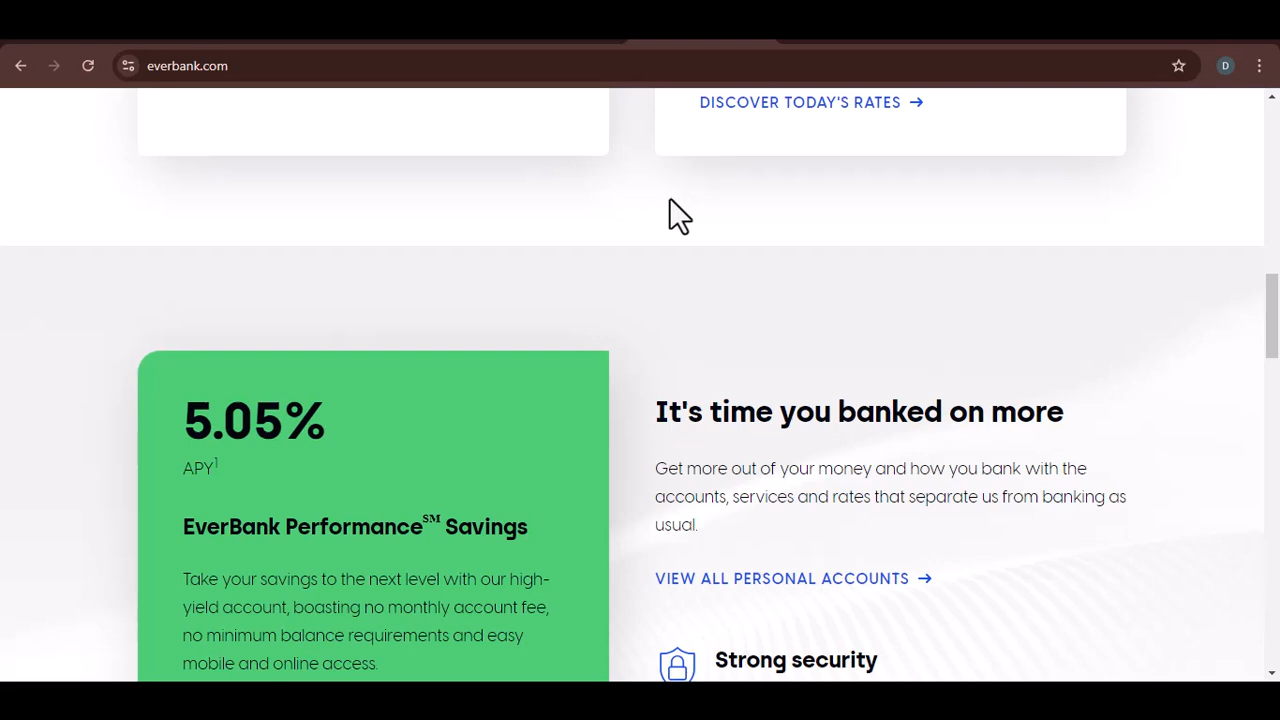 everbank.com
D
DISCOVER TODAY'S RATES →
5.05%
APY¹
EverBank Performance℠ Savings
Take your savings to the next level with our high-
yield account, boasting no monthly account fee,
no minimum balance requirements and easy
mobile and online access.
It's time you banked on more
Get more out of your money and how you bank with the
accounts, services and rates that separate us from banking as
usual.
VIEW ALL PERSONAL ACCOUNTS →
Strong security